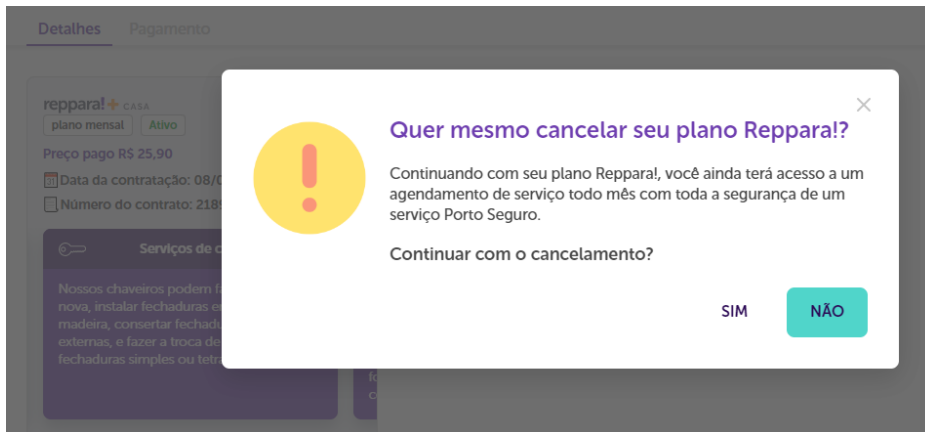 Detalhes Pagamento
reppara!+ CASA
plano mensal Ativo
Preço pago R$ 25,90
Data da contratação: 08/0
Número do contrato: 2189
Serviços de c
Nossos chaveiros podem fa
nova, instalar fechaduras e
madeira, consertar fechadu
externas, e fazer a troca de
fechaduras simples ou tetra
Quer mesmo cancelar seu plano Reppara!?
Continuando com seu plano Reppara!, você ainda terá acesso a um
agendamento de serviço todo mês com toda a segurança de um
serviço Porto Seguro.
Continuar com o cancelamento?
SIM NÃO